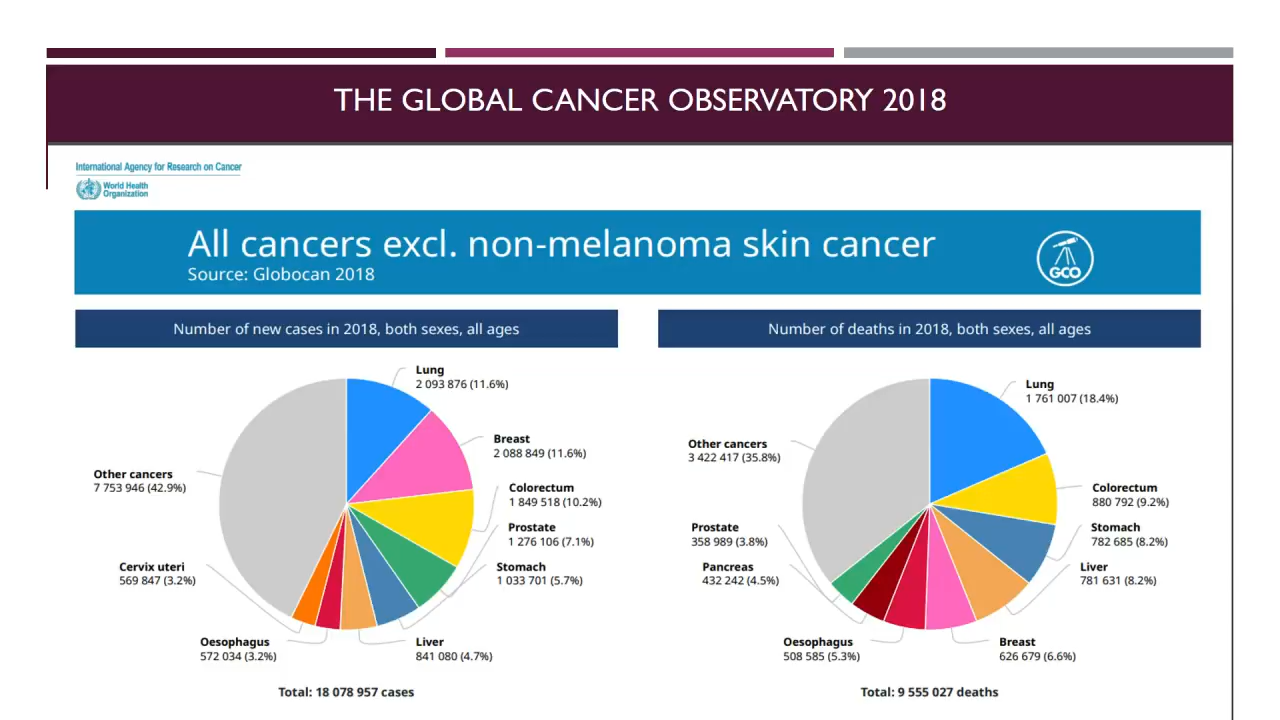 THE GLOBAL CANCER OBSERVATORY 2018
International Agency for Research on Cancer
World Health
Organization
All cancers excl. non-melanoma skin cancer
Source: Globocan 2018
GCO
Number of new cases in 2018, both sexes, all ages
Lung
2 093 876 (11.6%)
Breast
2 088 849 (11.6%)
Colorectum
1 849 518 (10.2%)
Prostate
1 276 106 (7.1%)
Stomach
1 033 701 (5.7%)
Liver
841 080 (4.7%)
Oesophagus
572 034 (3.2%)
Cervix uteri
569 847 (3.2%)
Other cancers
7 753 946 (42.9%)
Total: 18 078 957 cases
Number of deaths in 2018, both sexes, all ages
Lung
1 761 007 (18.4%)
Colorectum
880 792 (9.2%)
Stomach
782 685 (8.2%)
Liver
781 631 (8.2%)
Breast
626 679 (6.6%)
Oesophagus
508 585 (5.3%)
Pancreas
432 242 (4.5%)
Prostate
358 989 (3.8%)
Other cancers
3 422 417 (35.8%)
Total: 9 555 027 deaths